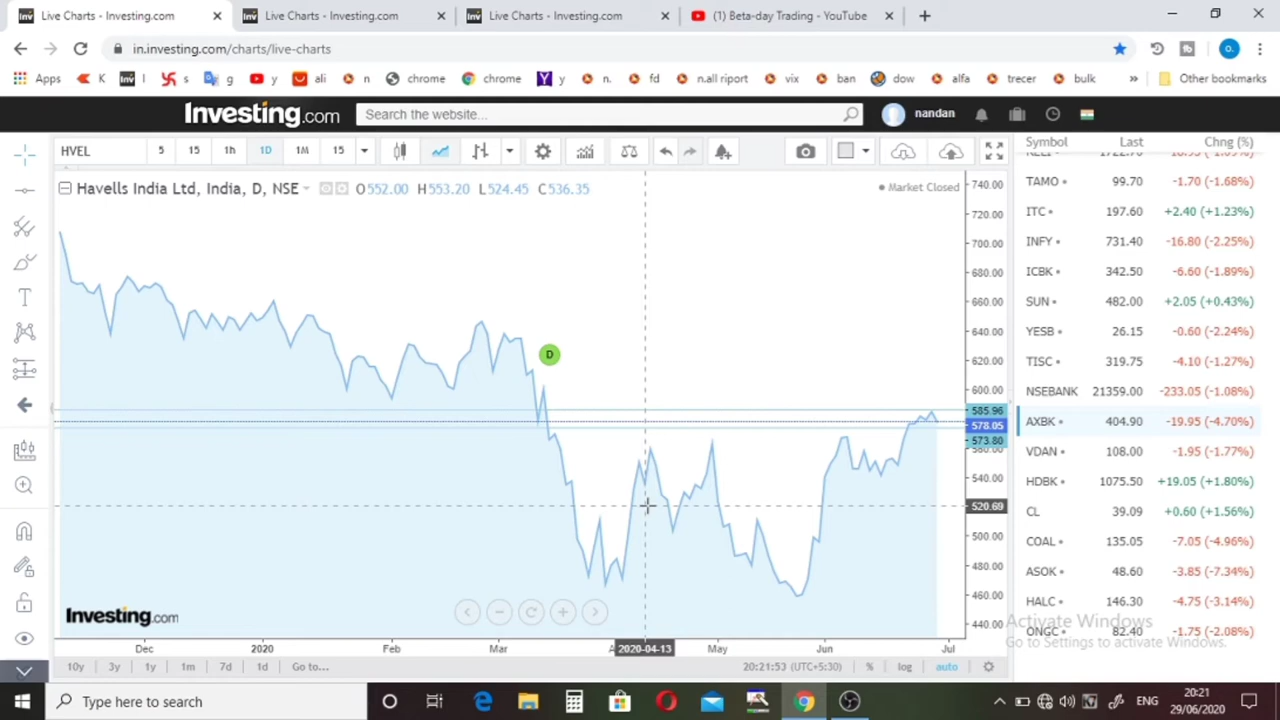 Live Charts - Investing.com
Live Charts - Investing.com
Live Charts - Investing.com
(1) Beta-day Trading - YouTube
in.investing.com/charts/live-charts
o.
Apps K I s g y ali n chrome chrome y n. fd n.all riport vix ban dow alfa trecer bulk » Other bookmarks
Investing.com
Search the website...
nandan
HVEL 5 15 1h 1D 1M 15
Symbol Last Chng (%)
Havells India Ltd, India, D, NSE O552.00 H553.20 L524.45 C536.35
Market Closed
TAMO 99.70 -1.70 (-1.68%)
ITC 197.60 +2.40 (+1.23%)
INFY 731.40 -16.80 (-2.25%)
ICBK 342.50 -6.60 (-1.89%)
SUN 482.00 +2.05 (+0.43%)
YESB 26.15 -0.60 (-2.24%)
TISC 319.75 -4.10 (-1.27%)
NSEBANK 21359.00 -233.05 (-1.08%)
AXBK 404.90 -19.95 (-4.70%)
VDAN 108.00 -1.95 (-1.77%)
HDBK 1075.50 +19.05 (+1.80%)
CL 39.09 +0.60 (+1.56%)
COAL 135.05 -7.05 (-4.96%)
ASOK 48.60 -3.85 (-7.34%)
HALC 146.30 -4.75 (-3.14%)
ONGC 82.40 -1.75 (-2.08%)
740.00
720.00
700.00
680.00
660.00
640.00
620.00
600.00
585.96
578.05
573.80
560.00
540.00
520.69
500.00
480.00
460.00
440.00
D
Investing.com
Activate Windows
Go to Settings to activate Windows.
Dec 2020 Feb Mar 2020-04-13 May Jun Jul
10y 3y 1y 1m 7d 1d Go to... 20:21:53 (UTC+5:30) % log auto
Type here to search
ENG
20:21
29/06/2020